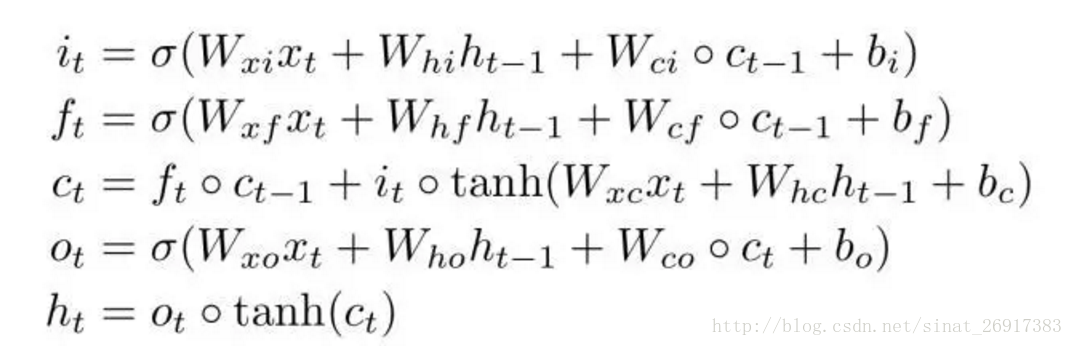 i_t = σ(W_{xi}x_t + W_{hi}h_{t−1} + W_{ci} ∘ c_{t−1} + b_i)
f_t = σ(W_{xf}x_t + W_{hf}h_{t−1} + W_{cf} ∘ c_{t−1} + b_f)
c_t = f_t ∘ c_{t−1} + i_t ∘ tanh(W_{xc}x_t + W_{hc}h_{t−1} + b_c)
o_t = σ(W_{xo}x_t + W_{ho}h_{t−1} + W_{co} ∘ c_t + b_o)
h_t = o_t ∘ tanh(c_t)
http://blog.csdn.net/sinat_26917383